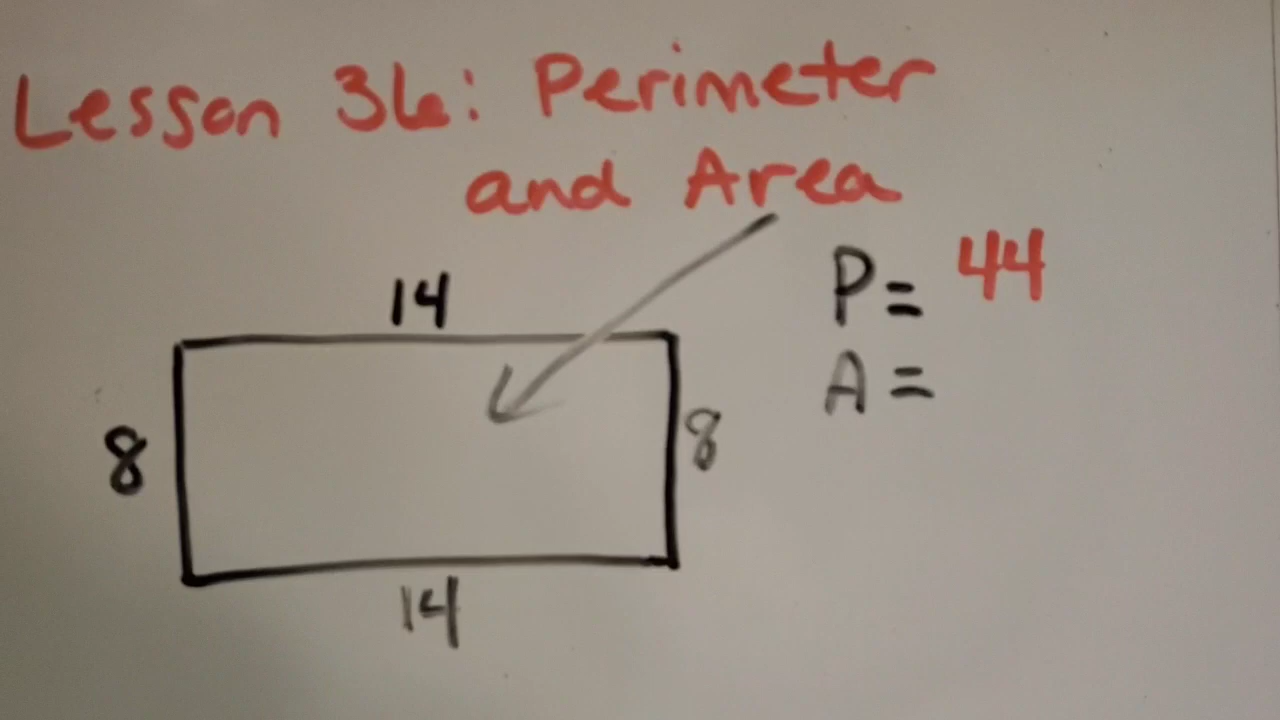 Lesson 36: Perimeter
and Area
P = 44
14
A =
8
8
14